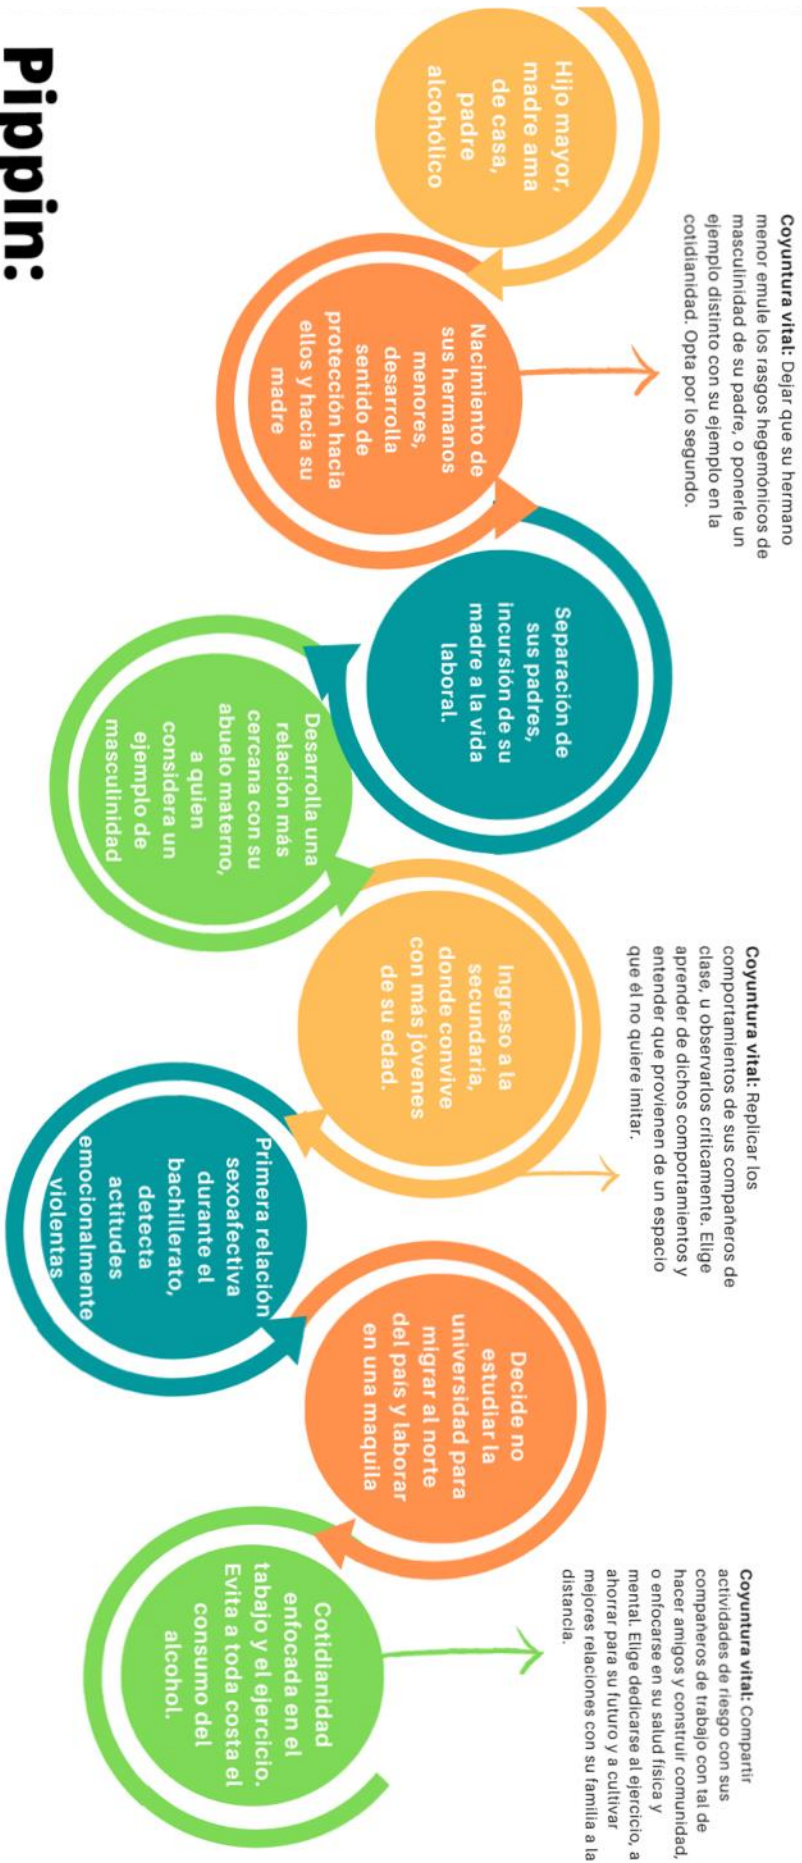 Pippin:
Hijo mayor,
madre ama
de casa,
padre
alcohólico
Coyuntura vital: Dejar que su hermano
menor emule los rasgos hegemónicos de
masculinidad de su padre, o ponerle un
ejemplo distinto con su ejemplo en la
cotidianidad. Opta por lo segundo.
Nacimiento de
sus hermanos
menores,
desarrolla
sentido de
protección hacia
ellos y hacia su
madre
Separación de
sus padres,
incursión de su
madre a la vida
laboral.
Desarrolla una
relación más
cercana con su
abuelo materno,
a quien
considera un
ejemplo de
masculinidad
Coyuntura vital: Replicar los
comportamientos de sus compañeros de
clase, u observarlos críticamente. Elige
aprender de dichos comportamientos y
entender que provienen de un espacio
que él no quiere imitar.
Ingreso a la
secundaria,
donde convive
con más jóvenes
de su edad.
Primera relación
sexoafectiva
durante el
bachillerato,
detecta
actitudes
emocionalmente
violentas
Decide no
estudiar la
universidad para
migrar al norte
del país y laborar
en una maquila
Coyuntura vital: Compartir
actividades de riesgo con sus
compañeros de trabajo con tal de
hacer amigos y construir comunidad,
o enfocarse en su salud física y
mental. Elige dedicarse al ejercicio, a
ahorrar para su futuro y a cultivar
mejores relaciones con su familia a la
distancia.
Cotidianidad
enfocada en el
tabajo y el ejercicio.
Evita a toda costa el
consumo del
alcohol.